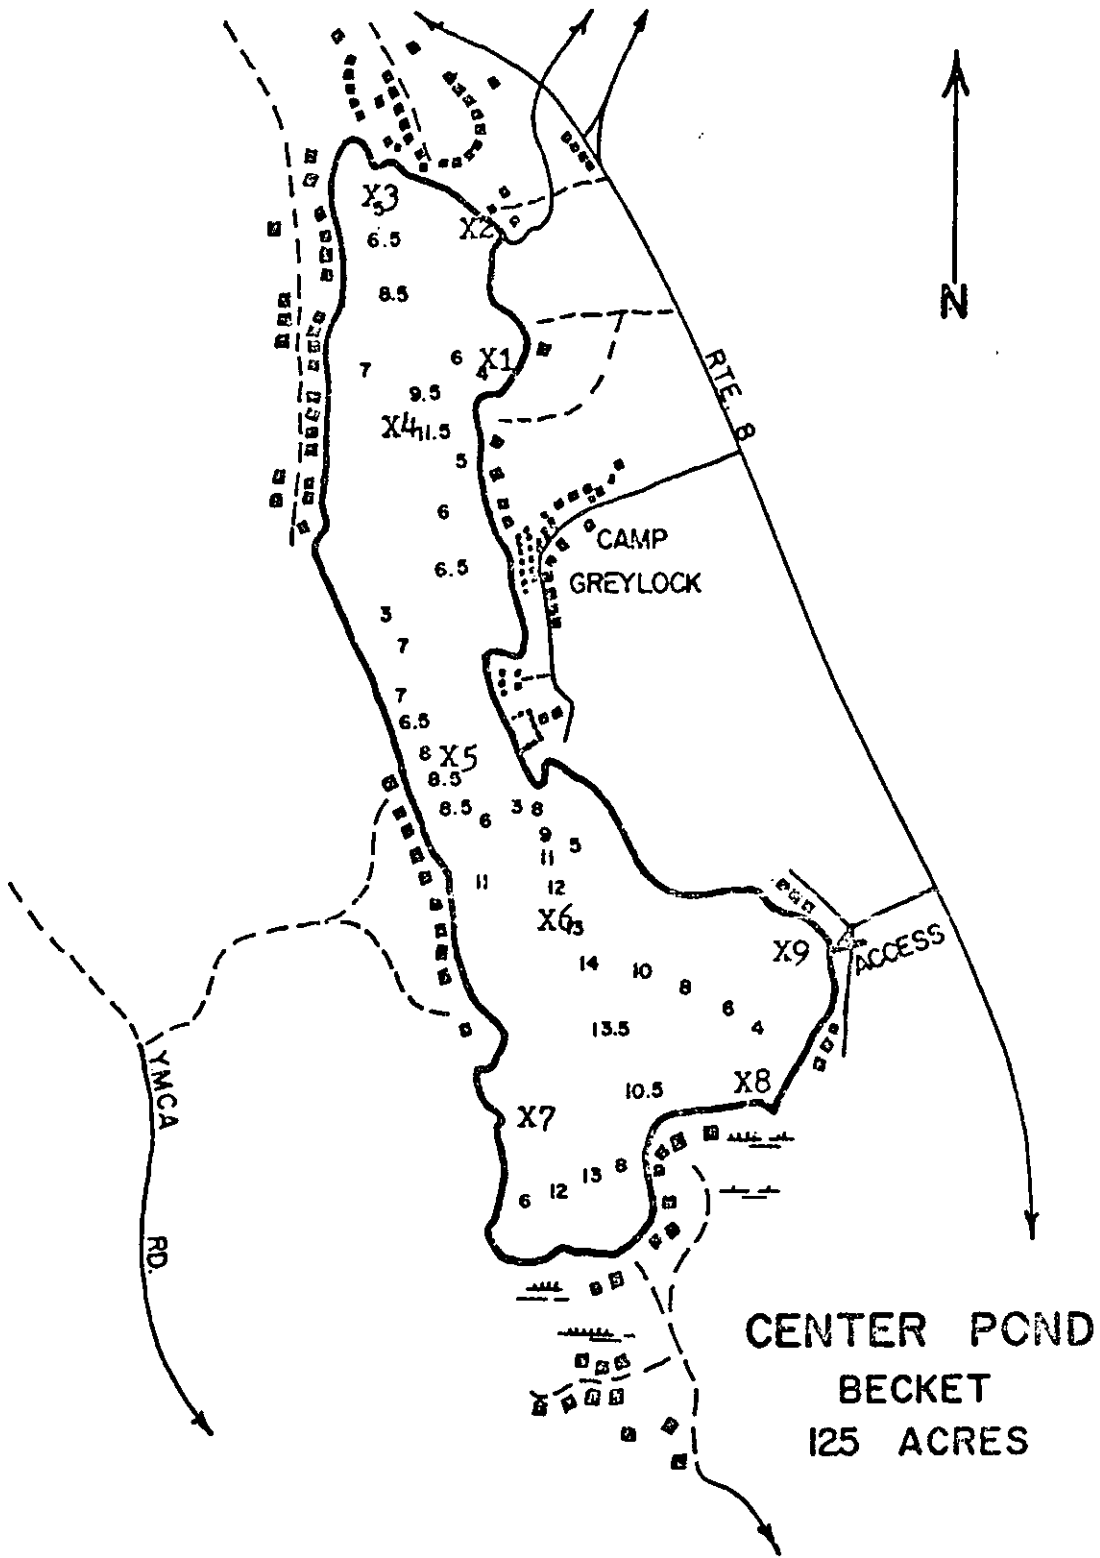 X3
5
X2
6.5
N
8.5
6 X1
7 4
RTE. 8
9.5
X4 11.5
5
6
CAMP
6.5
GREYLOCK
3
7
7
6.5
8 X5
8.5
8.5 6 3 8
9 5
11
11 12
X6 13
X9 ACCESS
14 10
8
6
13.5 4
YMCA RD.
X8
10.5
X7
13 8
6 12
CENTER POND
BECKET
125 ACRES